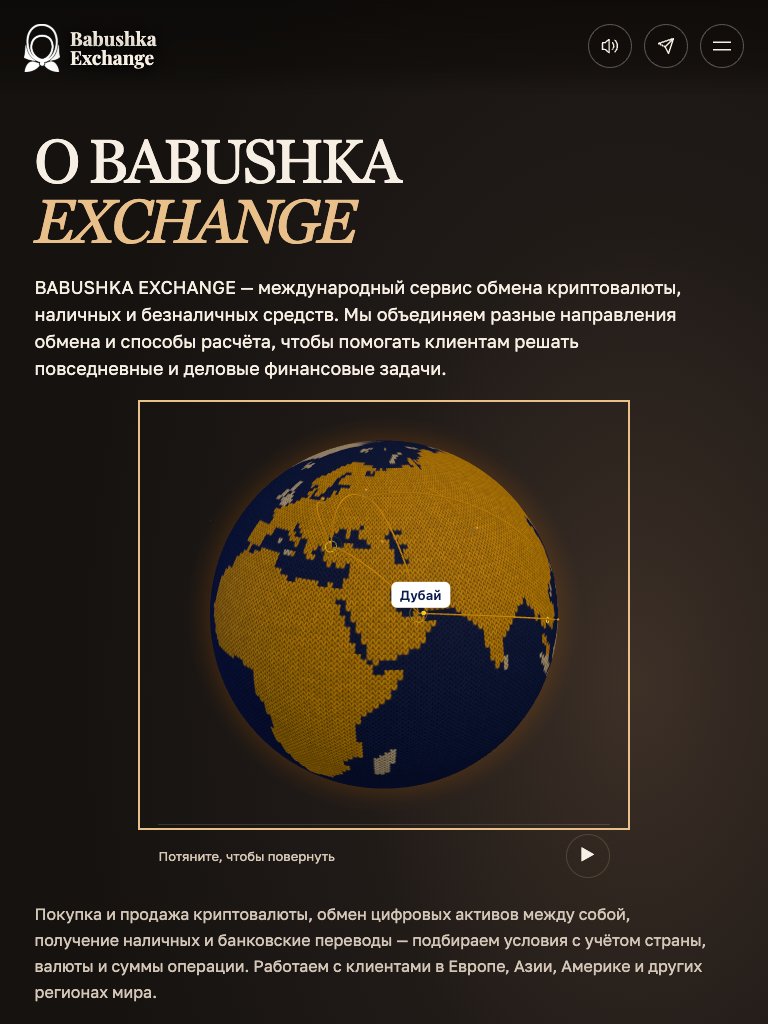 Babushka
Exchange
О BABUSHKA
EXCHANGE
BABUSHKA EXCHANGE — международный сервис обмена криптовалюты,
наличных и безналичных средств. Мы объединяем разные направления
обмена и способы расчёта, чтобы помогать клиентам решать
повседневные и деловые финансовые задачи.
Дубай
Потяните, чтобы повернуть
Покупка и продажа криптовалюты, обмен цифровых активов между собой,
получение наличных и банковские переводы — подбираем условия с учётом страны,
валюты и суммы операции. Работаем с клиентами в Европе, Азии, Америке и других
регионах мира.